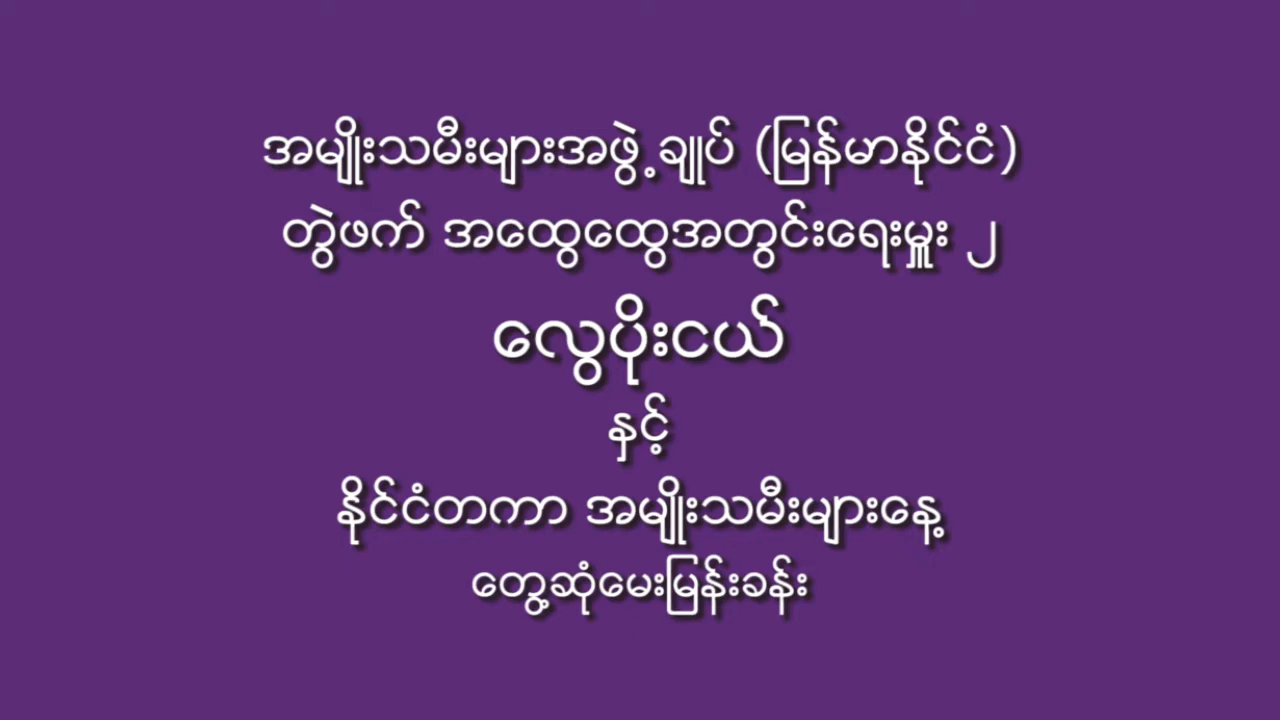 အမျိုးသမီးများအဖွဲ့ချုပ် (မြန်မာနိုင်ငံ)
တွဲဖက် အထွေထွေအတွင်းရေးမှူး ၂
လွေပိုးငယ်
နှင့်
နိုင်ငံတကာ အမျိုးသမီးများနေ့
တွေ့ဆုံမေးမြန်းခန်း